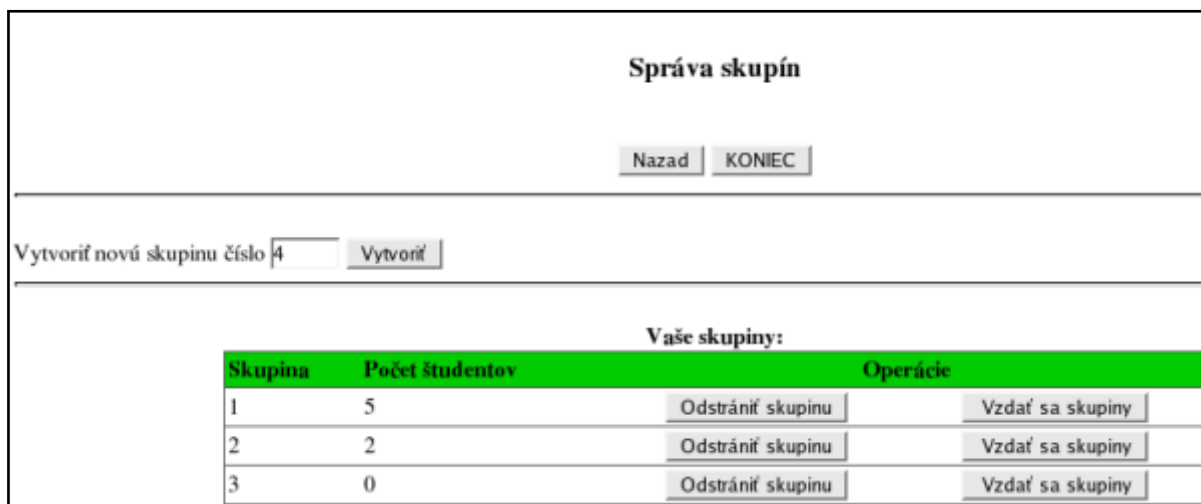 Správa skupín
Nazad KONIEC
Vytvoriť novú skupinu číslo 4 Vytvoriť
Vaše skupiny:
Skupina Počet študentov Operácie
1 5 Odstrániť skupinu Vzdať sa skupiny
2 2 Odstrániť skupinu Vzdať sa skupiny
3 0 Odstrániť skupinu Vzdať sa skupiny